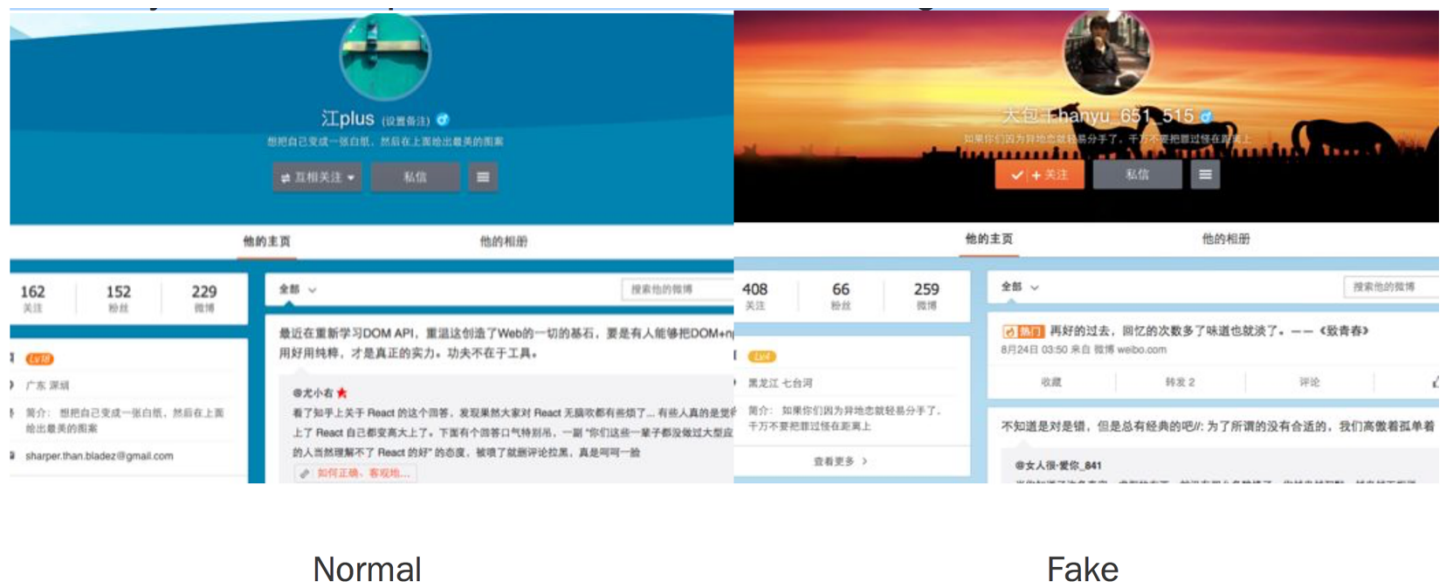 江plus (设置备注)
想把自己变成一张白纸，然后在上面绘出最美的图案
互相关注
私信
他的主页
他的相册
162
152
229
关注
粉丝
微博
Lv18
广东 深圳
简介： 想把自己变成一张白纸，然后在上面
绘出最美的图案
sharper.than.bladez@gmail.com
全部
搜索他的微博
最近在重新学习DOM API，重温这创造了Web的一切的基石，要是有人能够把DOM+n
用好用纯粹，才是真正的实力。功夫不在于工具。
@尤小右
看了知乎上关于 React 的这个回答，发现果然大家对 React 无脑吹都有些烦了... 有些人真的是觉
上了 React 自己都变高大上了。下面有个回答口气特别吊，一副 "你们这些一辈子都没做过大型应
的人当然理解不了 React 的好" 的态度，被喷了就删评论拉黑，真是呵呵一脸
如何正确、客观地...
大包干hanyu_651_515
如果你们因为异地恋就轻易分手了，千万不要把罪过怪在距离上
+ 关注
私信
他的主页
他的相册
408
66
259
关注
粉丝
微博
Lv4
黑龙江 七台河
简介： 如果你们因为异地恋就轻易分手了，
千万不要把罪过怪在距离上
查看更多 >
全部
搜索他的微博
热门 再好的过去，回忆的次数多了味道也就淡了。—— 《致青春》
8月24日 03:50 来自 微博 weibo.com
收藏
转发 2
评论
不知道是对是错，但是总有经典的吧//: 为了所谓的没有合适的，我们高傲着孤单着
@女人很·爱你_841
Normal
Fake